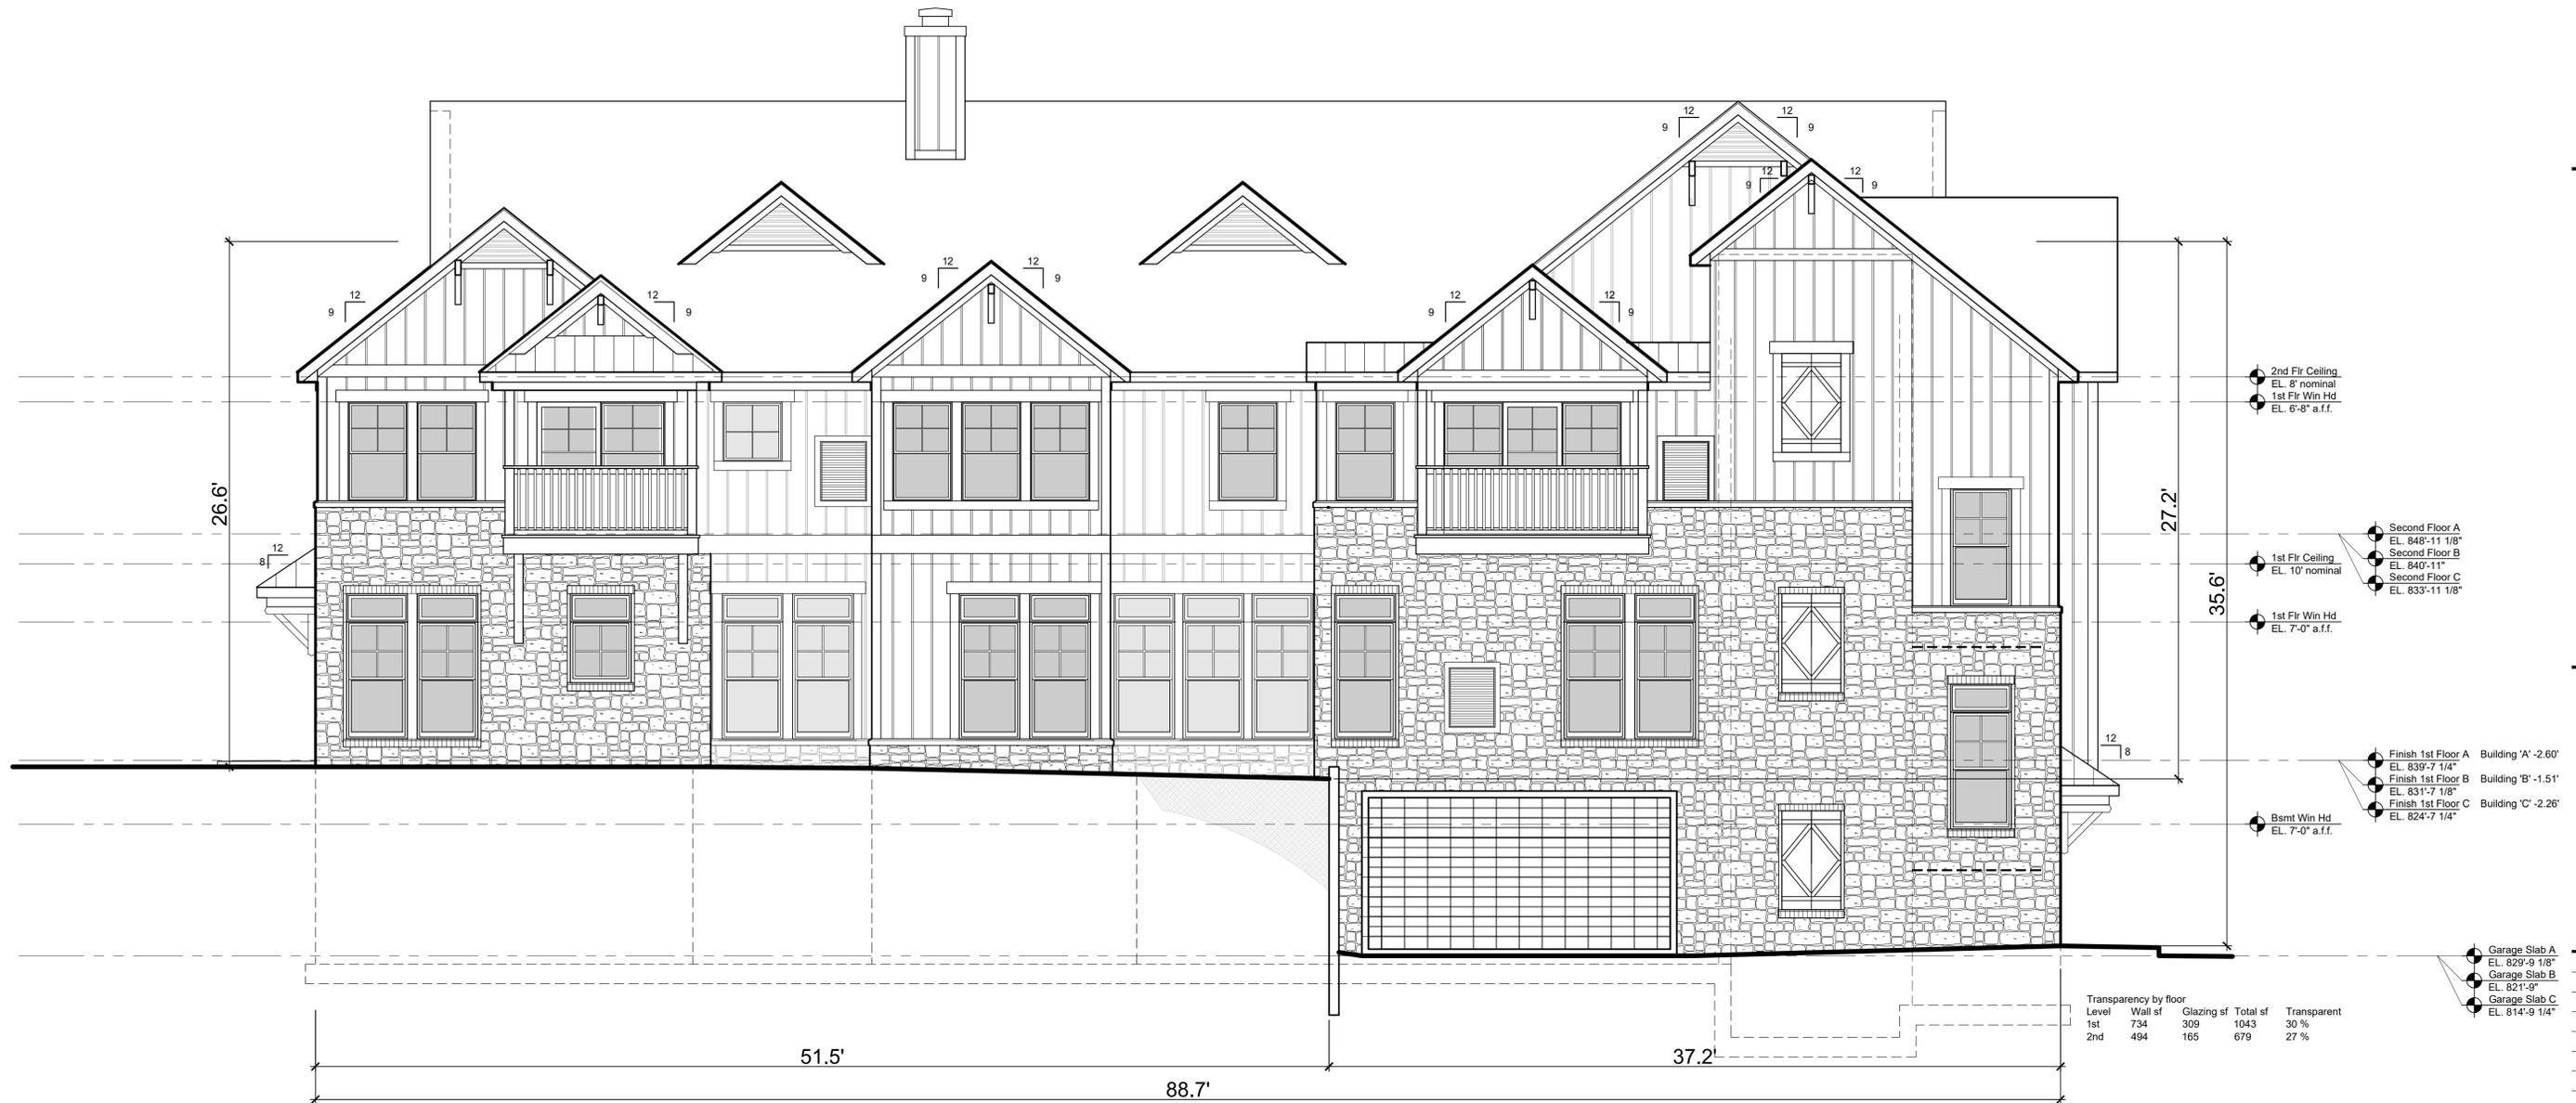 12
9
12
9
12
9
12
9
12
9
12
9
12
9
12
9
12
9
12
9
12
9
12
9
2nd Flr Ceiling
EL. 8' nominal
1st Flr Win Hd
EL. 6'-8" a.f.f.
26.6'
27.2'
35.6'
Second Floor A
EL. 848'-11 1/8"
Second Floor B
EL. 840'-11"
Second Floor C
EL. 833'-11 1/8"
12
8
1st Flr Ceiling
EL. 10' nominal
1st Flr Win Hd
EL. 7'-0" a.f.f.
12
8
Finish 1st Floor A Building 'A' -2.60'
EL. 839'-7 1/4"
Finish 1st Floor B Building 'B' -1.51'
EL. 831'-7 1/8"
Finish 1st Floor C Building 'C' -2.26'
EL. 824'-7 1/4"
Bsmt Win Hd
EL. 7'-0" a.f.f.
Garage Slab A
EL. 829'-9 1/8"
Garage Slab B
EL. 821'-9"
Garage Slab C
EL. 814'-9 1/4"
Transparency by floor
Level Wall sf Glazing sf Total sf Transparent
1st 734 309 1043 30 %
2nd 494 165 679 27 %
51.5'
37.2'
88.7'